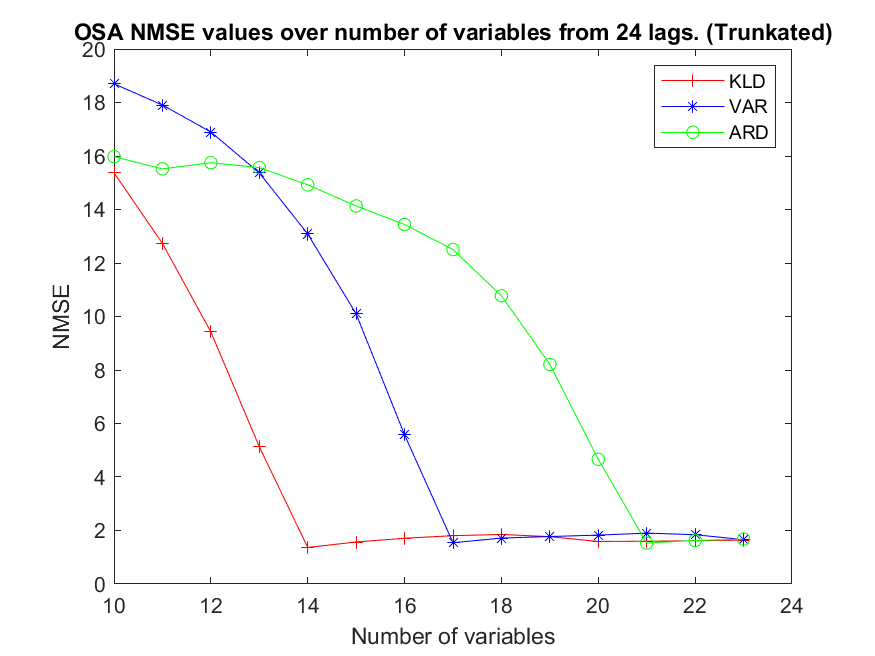 OSA NMSE values over number of variables from 24 lags. (Trunkated)
20
18
16
14
12
10
8
6
4
2
0
NMSE
KLD
VAR
ARD
10 12 14 16 18 20 22 24
Number of variables